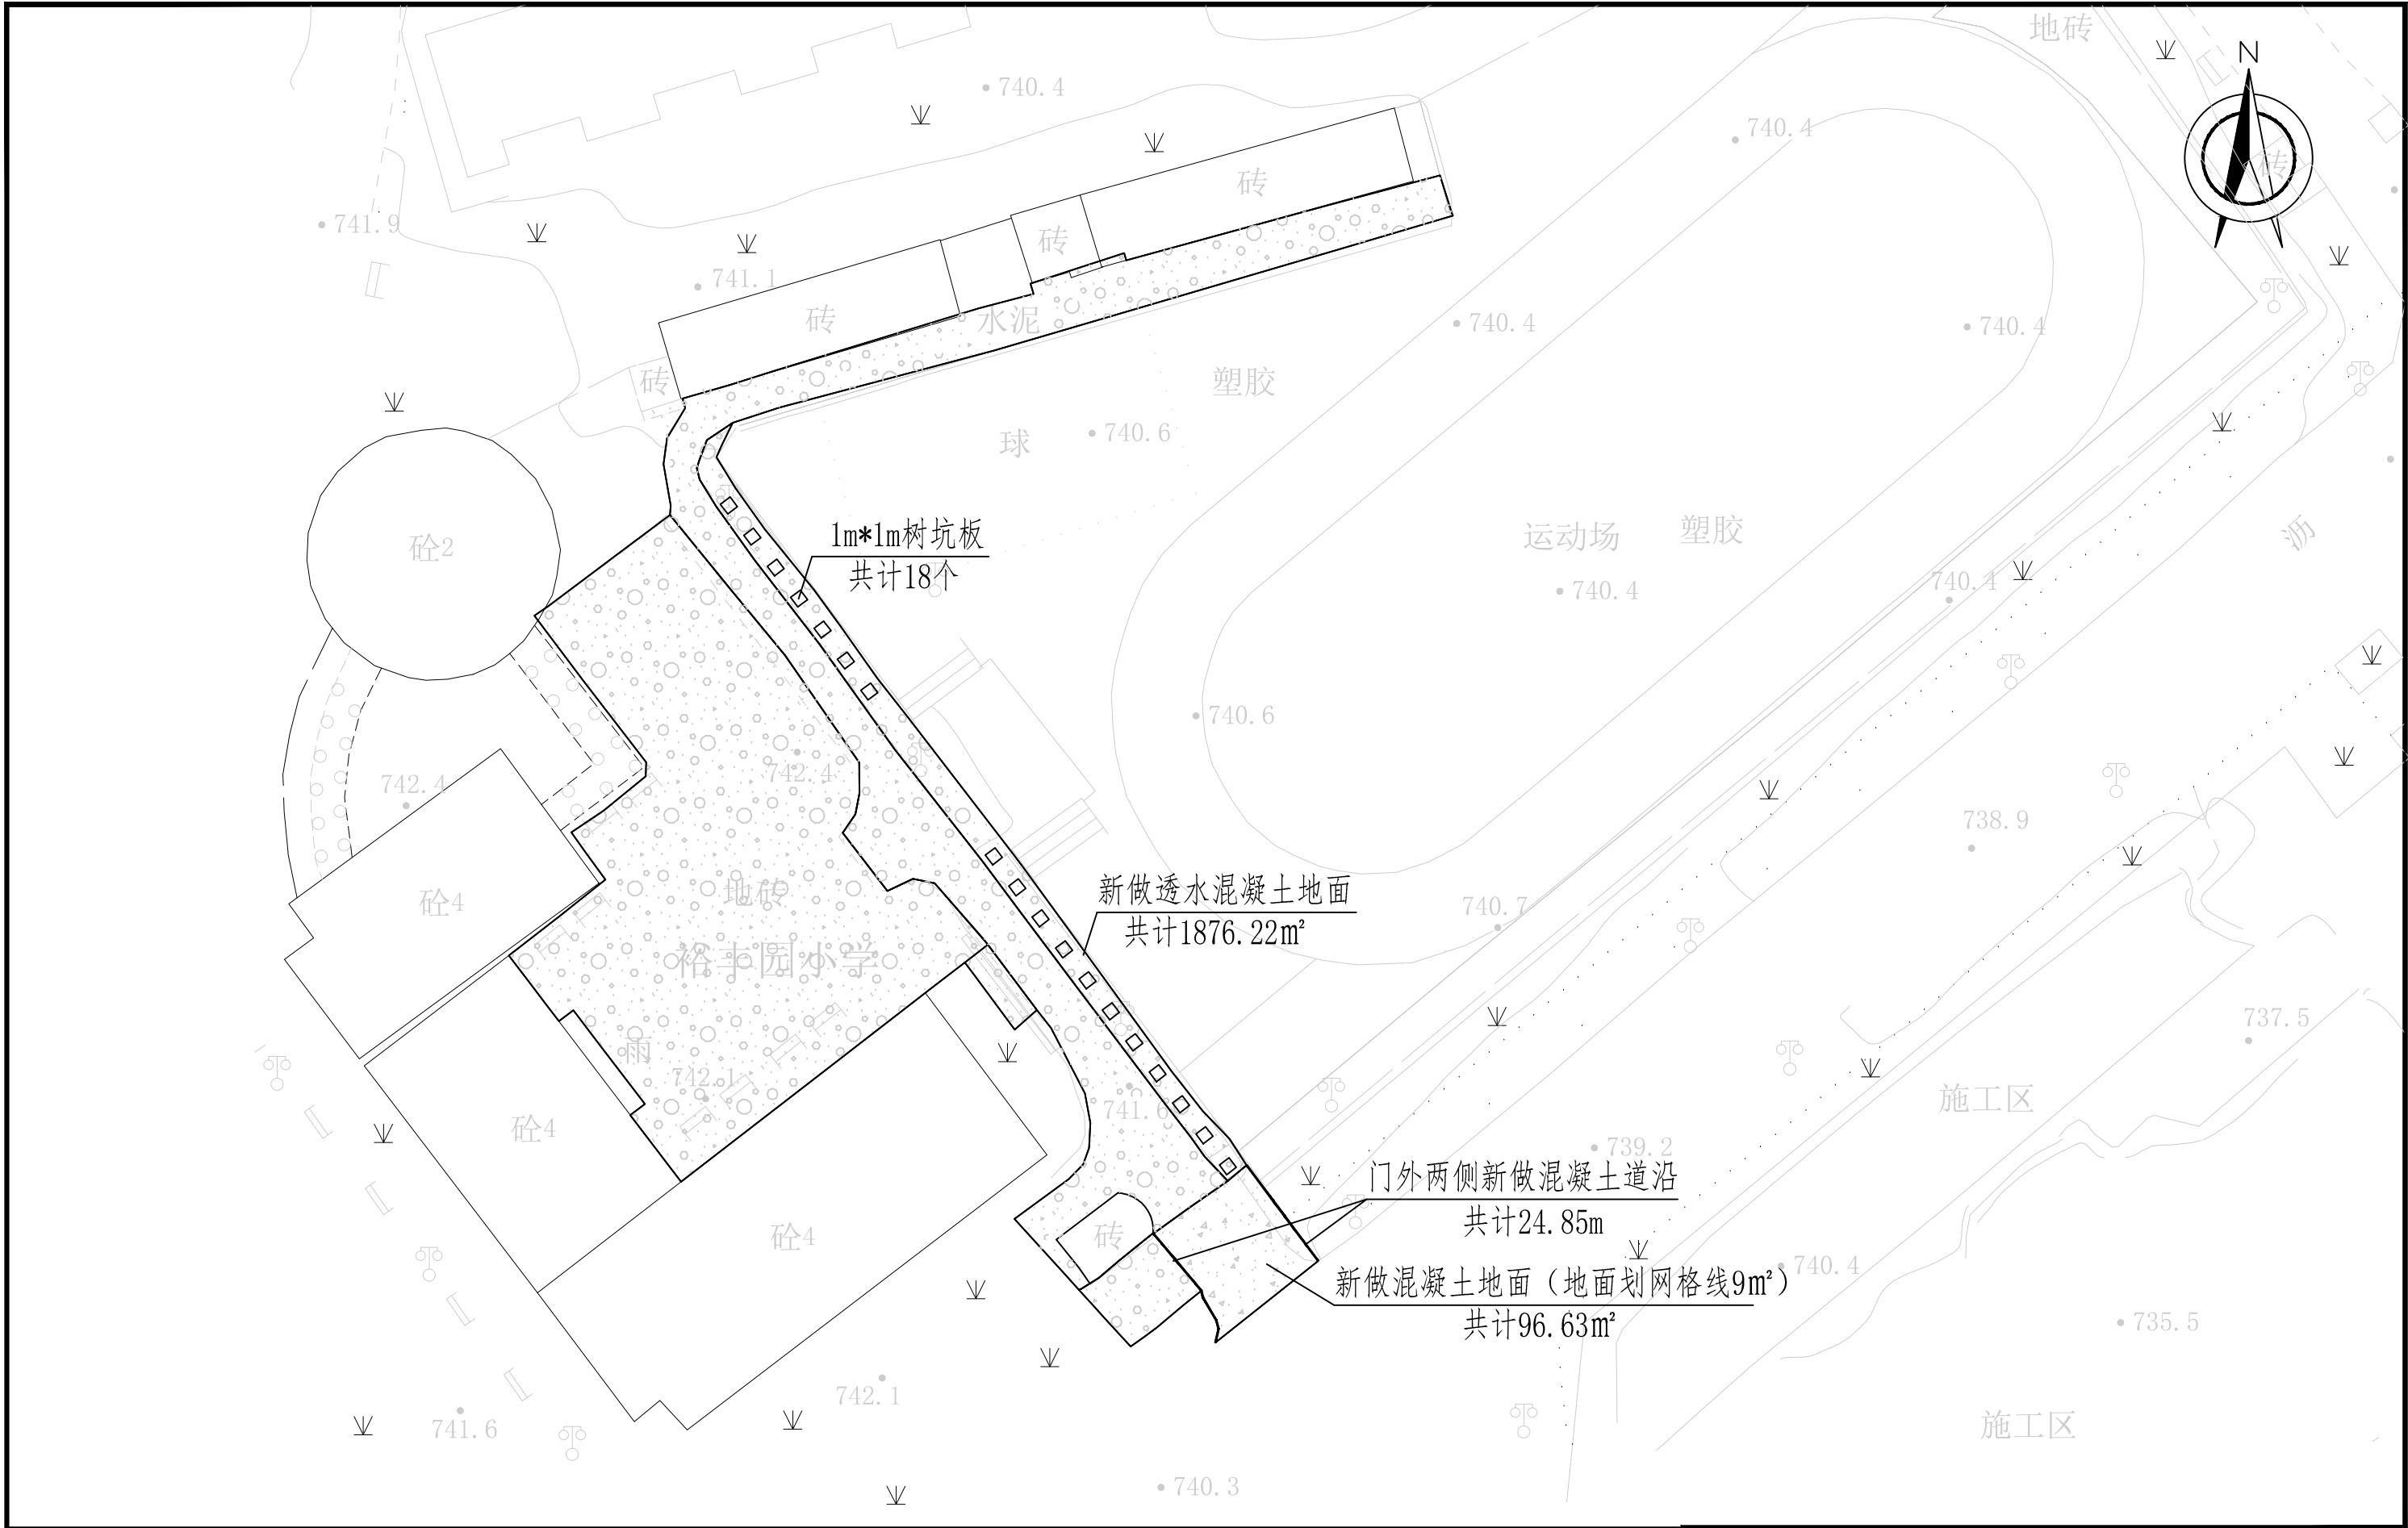 地砖
N
740.4
740.4
砖
砖
741.9
砖
741.1
砖
水泥
740.4
740.4
砖
塑胶
球
740.6
1m*1m树坑板
共计18个
砼2
运动场
塑胶
沥
740.4
740.4
740.6
742.4
742.4
738.9
新做透水混凝土地面
共计1876.22㎡
地砖
砼4
740.7
裕丰园小学
737.5
雨
742.1
741.6
施工区
砼4
739.2
门外两侧新做混凝土道沿
共计24.85m
砖
砼4
740.4
新做混凝土地面（地面划网格线9㎡）
共计96.63㎡
735.5
742.1
741.6
施工区
740.3